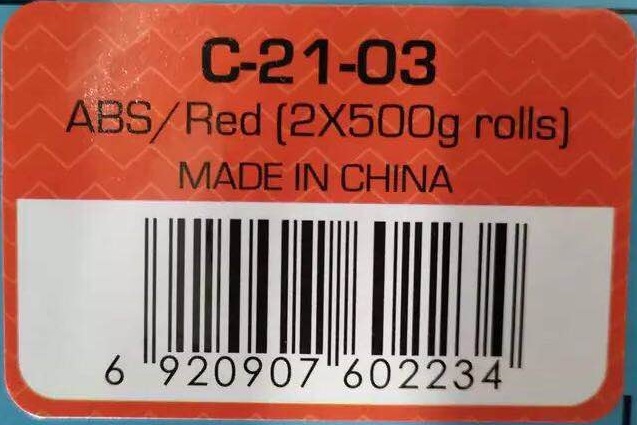 C-21-03
ABS/Red (2X500g rolls)
MADE IN CHINA
6 920907 602234